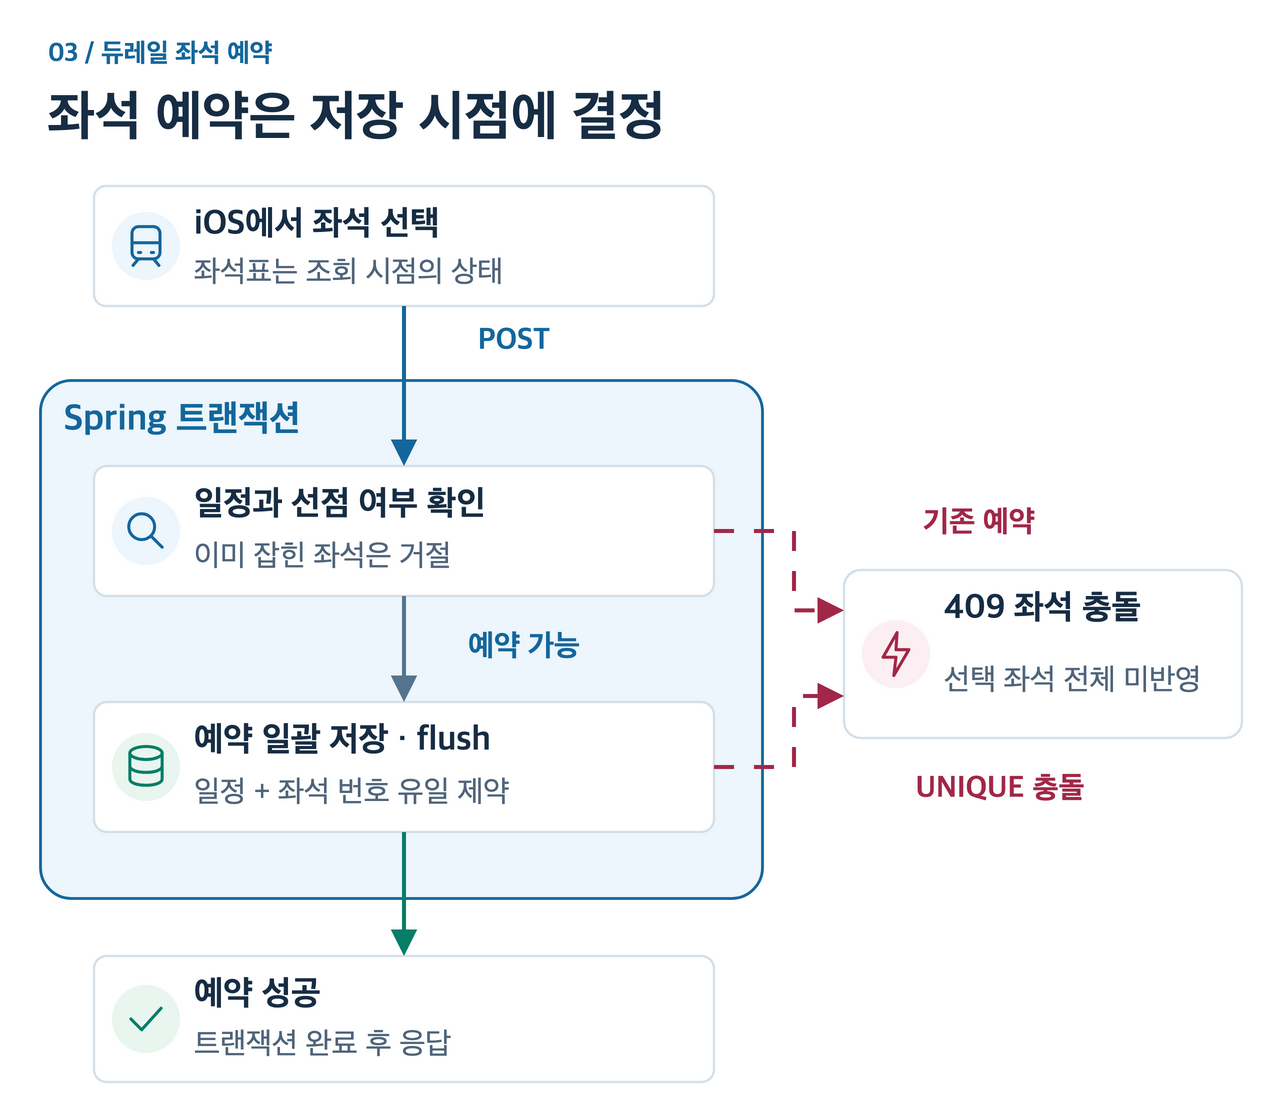 03 / 듀레일 좌석 예약
좌석 예약은 저장 시점에 결정
iOS에서 좌석 선택
좌석표는 조회 시점의 상태
POST
Spring 트랜잭션
일정과 선점 여부 확인
이미 잡힌 좌석은 거절
기존 예약
409 좌석 충돌
선택 좌석 전체 미반영
예약 가능
예약 일괄 저장 · flush
일정 + 좌석 번호 유일 제약
UNIQUE 충돌
예약 성공
트랜잭션 완료 후 응답